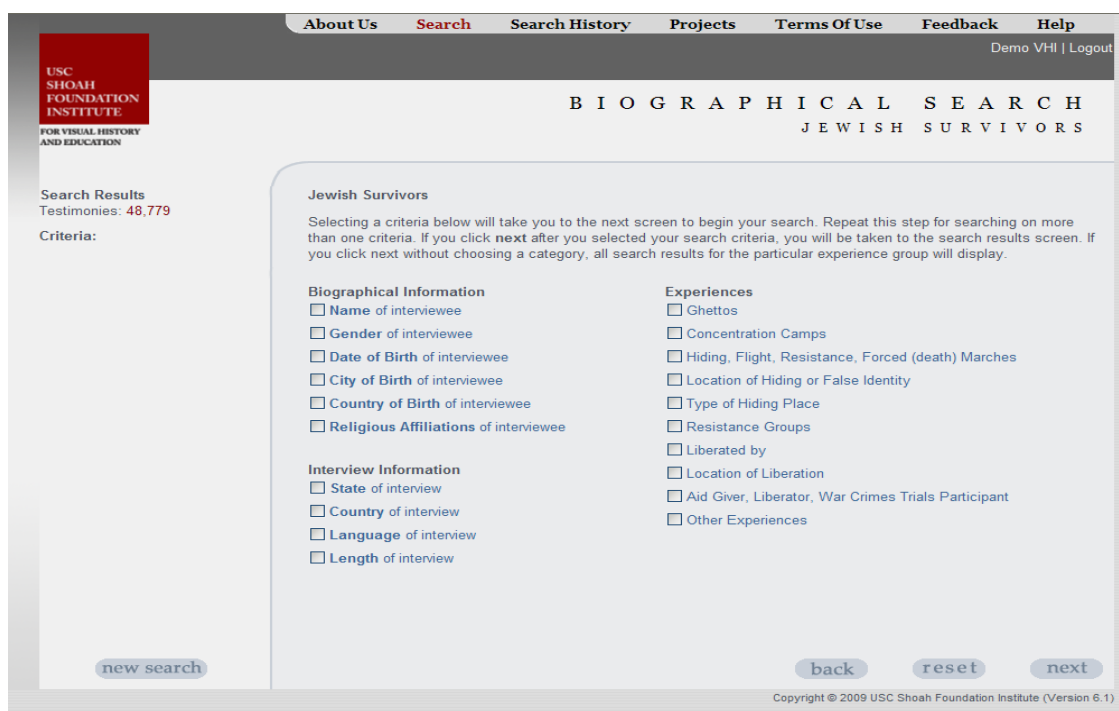 About Us Search Search History Projects Terms Of Use Feedback Help
Demo VHI | Logout
USC
SHOAH
FOUNDATION
INSTITUTE
FOR VISUAL HISTORY
AND EDUCATION
BIOGRAPHICAL SEARCH
JEWISH SURVIVORS
Search Results
Testimonies: 48,779
Criteria:
Jewish Survivors
Selecting a criteria below will take you to the next screen to begin your search. Repeat this step for searching on more
than one criteria. If you click next after you selected your search criteria, you will be taken to the search results screen. If
you click next without choosing a category, all search results for the particular experience group will display.
Biographical Information
Name of interviewee
Gender of interviewee
Date of Birth of interviewee
City of Birth of interviewee
Country of Birth of interviewee
Religious Affiliations of interviewee
Interview Information
State of interview
Country of interview
Language of interview
Length of interview
Experiences
Ghettos
Concentration Camps
Hiding, Flight, Resistance, Forced (death) Marches
Location of Hiding or False Identity
Type of Hiding Place
Resistance Groups
Liberated by
Location of Liberation
Aid Giver, Liberator, War Crimes Trials Participant
Other Experiences
new search
back reset next
Copyright © 2009 USC Shoah Foundation Institute (Version 6.1)